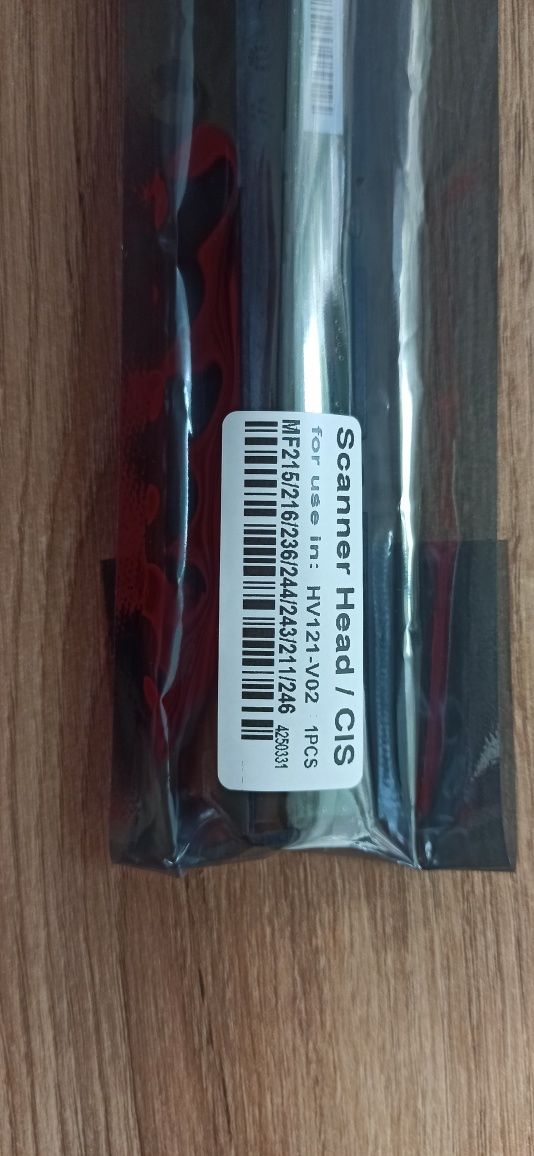 Scanner Head / CIS
for use in: HV121-V02 1PCS
MF215/216/236/244/243/211/246
4250331